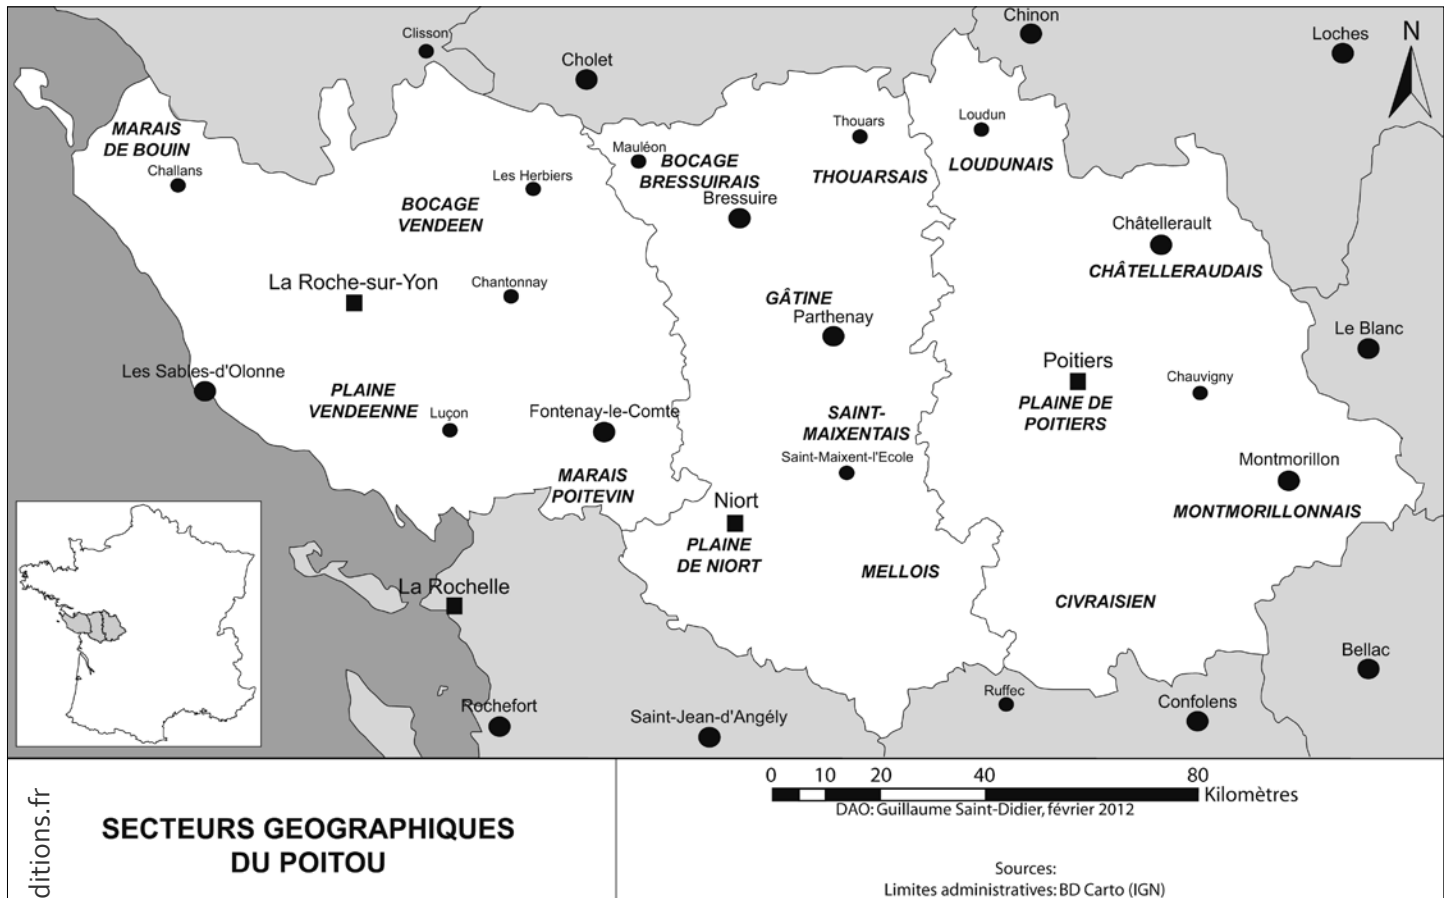 Clisson
Cholet
Chinon
Loches
N
MARAIS
DE BOUIN
Challans
Mauléon
BOCAGE
BRESSUIRAIS
Bressuire
Thouars
THOUARSAIS
Loudun
LOUDUNAIS
Les Herbiers
BOCAGE
VENDEEN
Châtellerault
CHÂTELLERAUDAIS
La Roche-sur-Yon
Chantonnay
GÂTINE
Parthenay
Le Blanc
Les Sables-d'Olonne
PLAINE
VENDEENNE
Luçon
Fontenay-le-Comte
Poitiers
PLAINE DE
POITIERS
Chauvigny
SAINT-
MAIXENTAIS
Saint-Maixent-l'Ecole
MARAIS
POITEVIN
Montmorillon
MONTMORILLONNAIS
Niort
PLAINE
DE NIORT
MELLOIS
CIVRAISIEN
La Rochelle
Bellac
Rochefort
Saint-Jean-d'Angély
Ruffec
Confolens
0 10 20 40 80
Kilomètres
DAO: Guillaume Saint-Didier, février 2012
SECTEURS GEOGRAPHIQUES
DU POITOU
Sources:
Limites administratives: BD Carto (IGN)
ditions.fr